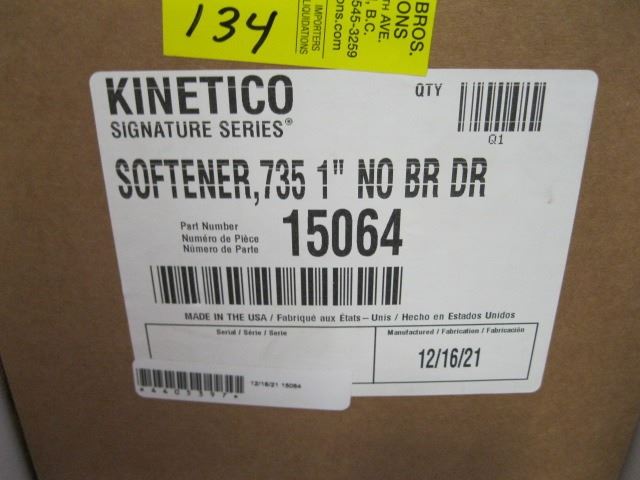 134
IMPORTERS
LIQUIDATIONS
ons.com
545-3259
, B.C.
TH AVE.
ONS
BROS.
KINETICO
SIGNATURE SERIES®
QTY
Q1
SOFTENER,735 1" NO BR DR
Part Number
Numéro de Pièce
Número de Parte
15064
MADE IN THE USA / Fabriqué aux États-Unis / Hecho en Estados Unidos
Serial / Série / Serie
Manufactured / Fabrication / Fabricación
12/16/21
12/16/21 15064
*4405397*